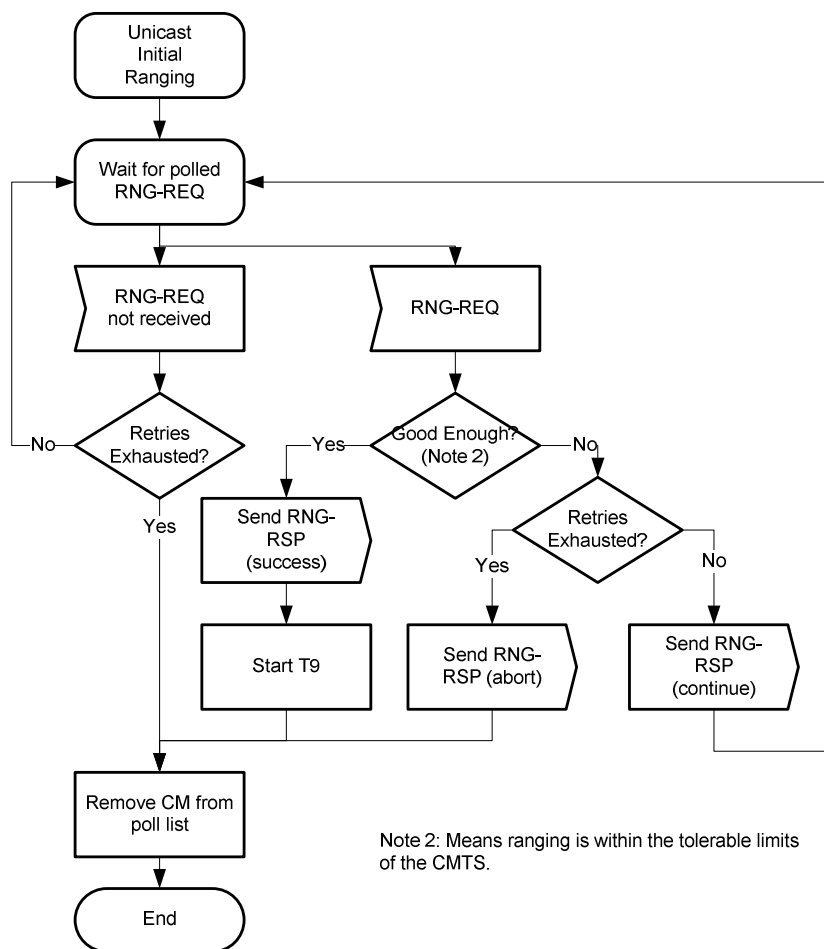 Unicast
Initial
Ranging
Wait for polled
RNG-REQ
RNG-REQ
not received
RNG-REQ
Retries
Exhausted?
No
Yes
Good Enough?
(Note 2)
Yes
No
Send RNG-
RSP
(success)
Retries
Exhausted?
Yes
No
Start T9
Send RNG-
RSP (abort)
Send RNG-
RSP
(continue)
Remove CM from
poll list
Note 2: Means ranging is within the tolerable limits
of the CMTS.
End